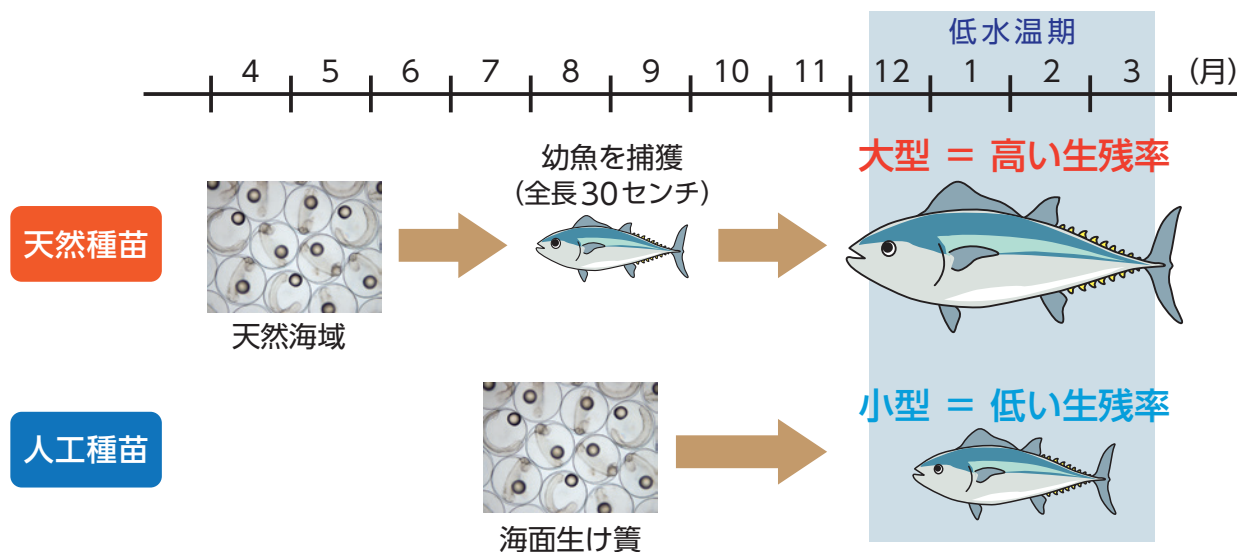 低水温期
4 5 6 7 8 9 10 11 12 1 2 3 (月)
幼魚を捕獲
(全長30センチ)
大型 = 高い生残率
天然種苗
天然海域
小型 = 低い生残率
人工種苗
海面生け簀